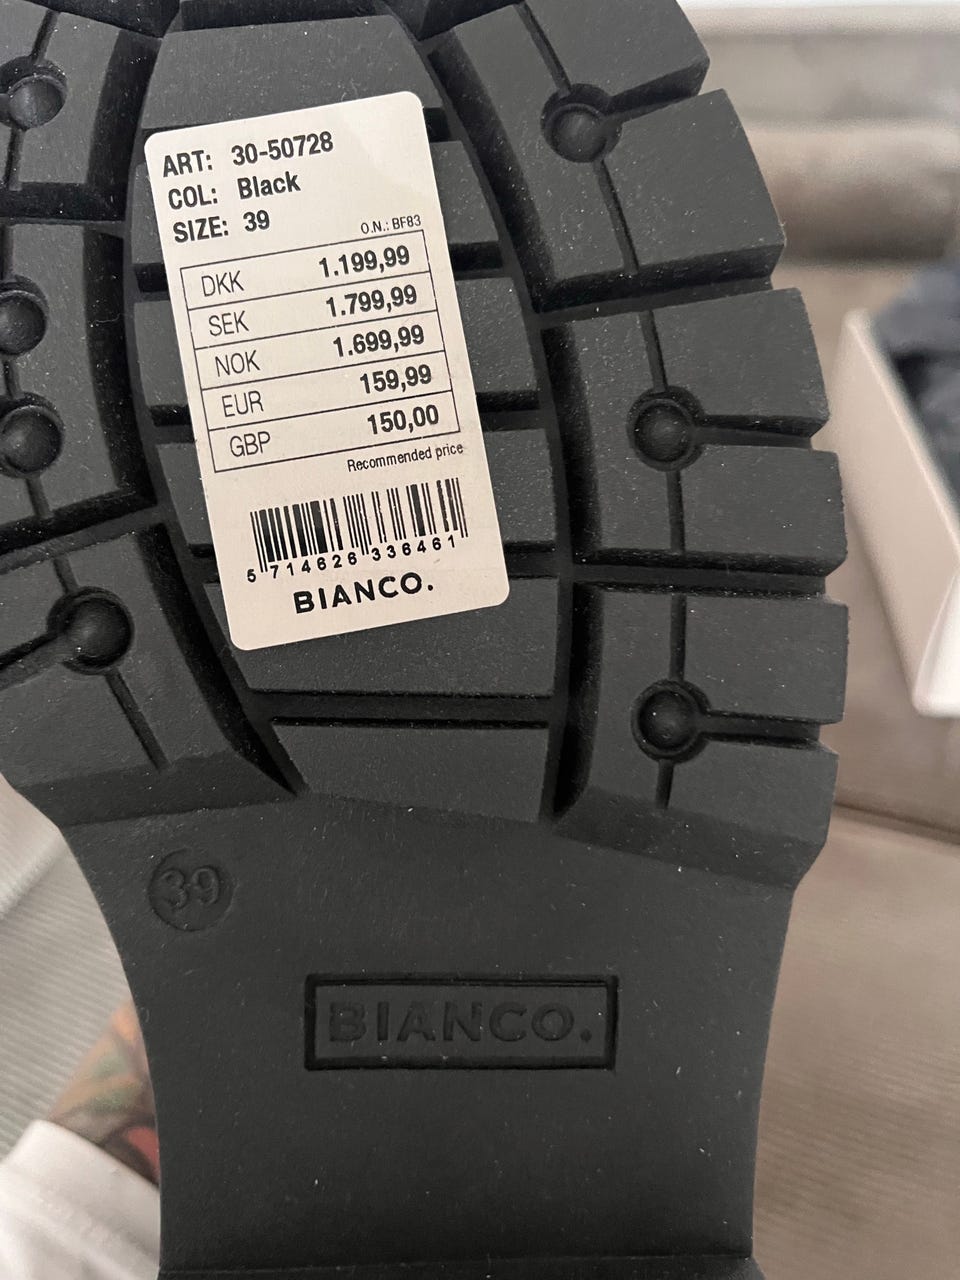 ART: 30-50728
COL: Black
SIZE: 39
O.N.: BF83
DKK 1.199,99
SEK 1.799,99
NOK 1.699,99
EUR 159,99
GBP 150,00
Recommended price
5 714626 336461
BIANCO.
39
BIANCO.